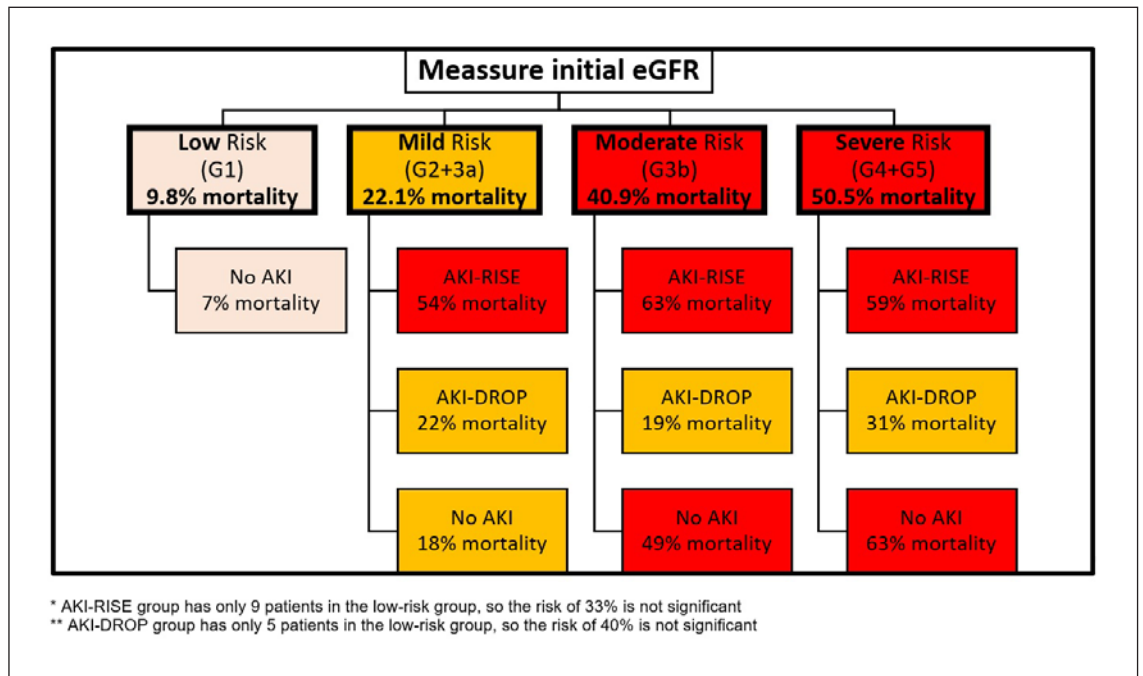 Meassure initial eGFR
Low Risk
(G1)
9.8% mortality
Mild Risk
(G2+3a)
22.1% mortality
Moderate Risk
(G3b)
40.9% mortality
Severe Risk
(G4+G5)
50.5% mortality
No AKI
7% mortality
AKI-RISE
54% mortality
AKI-RISE
63% mortality
AKI-RISE
59% mortality
AKI-DROP
22% mortality
AKI-DROP
19% mortality
AKI-DROP
31% mortality
No AKI
18% mortality
No AKI
49% mortality
No AKI
63% mortality
* AKI-RISE group has only 9 patients in the low-risk group, so the risk of 33% is not significant
** AKI-DROP group has only 5 patients in the low-risk group, so the risk of 40% is not significant